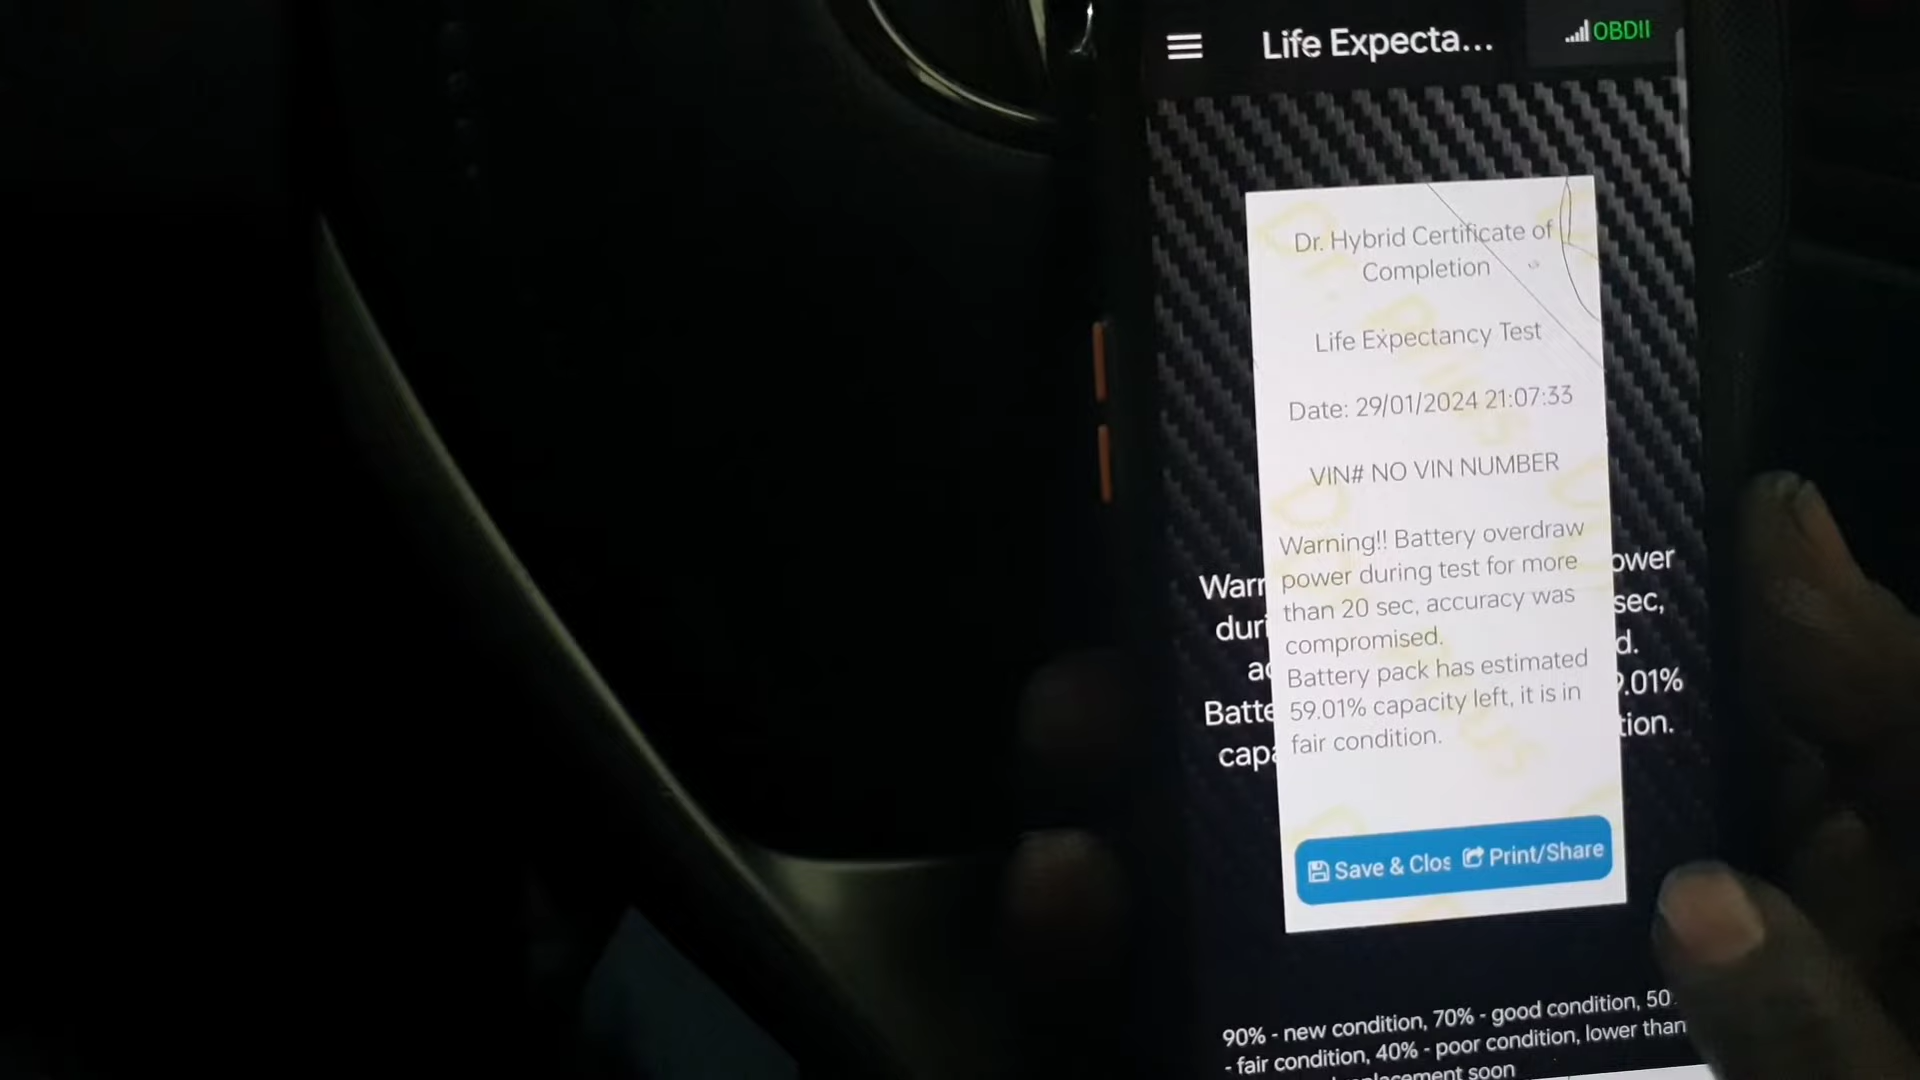 Life Expecta...
OBDII
Dr. Hybrid Certificate of
Completion
Life Expectancy Test
Date: 29/01/2024 21:07:33
VIN# NO VIN NUMBER
Warning!! Battery overdraw
power during test for more
than 20 sec, accuracy was
compromised.
Battery pack has estimated
59.01% capacity left, it is in
fair condition.
Save & Clos
Print/Share
90% - new condition, 70% - good condition, 50
- fair condition, 40% - poor condition, lower than
soon